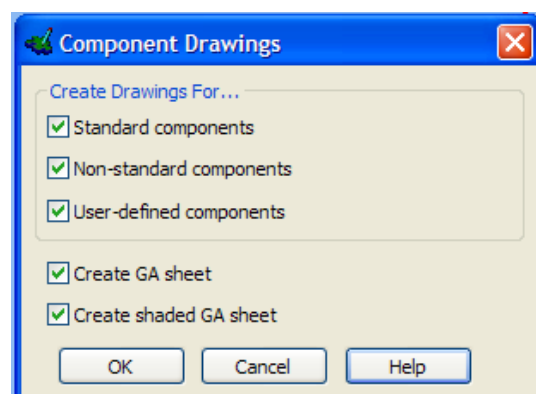 Component Drawings
Create Drawings For...
Standard components
Non-standard components
User-defined components
Create GA sheet
Create shaded GA sheet
OK Cancel Help